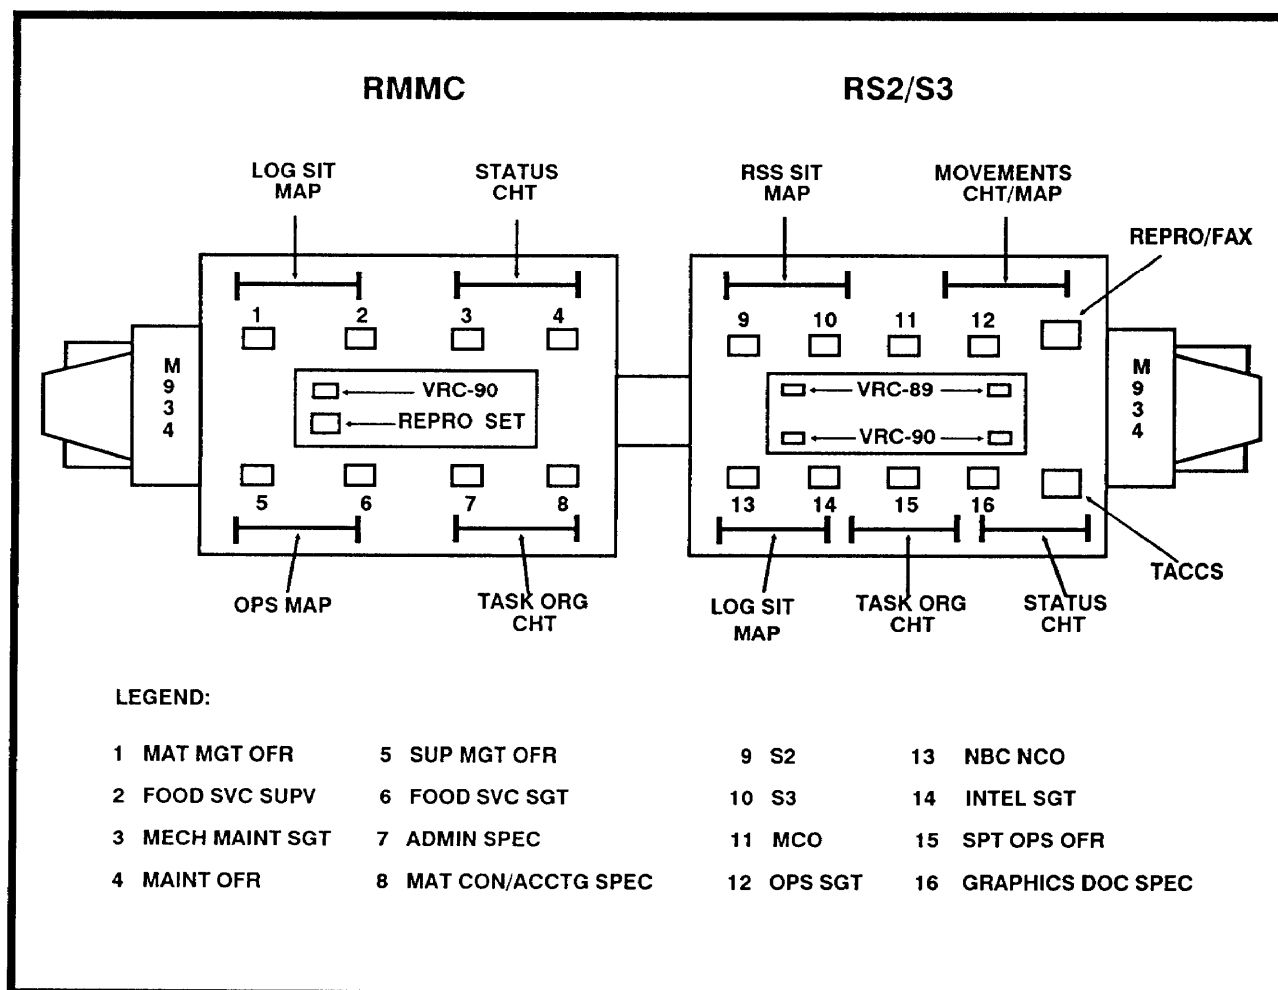 RMMC
RS2/S3
LOG SIT
MAP
STATUS
CHT
RSS SIT
MAP
MOVEMENTS
CHT/MAP
REPRO/FAX
1 2 3 4
9 10 11 12
M
9
3
4
VRC-90
REPRO SET
VRC-89
VRC-90
M
9
3
4
5 6 7 8
13 14 15 16
OPS MAP
TASK ORG
CHT
LOG SIT
MAP
TASK ORG
CHT
STATUS
CHT
TACCS
LEGEND:
1 MAT MGT OFR 5 SUP MGT OFR 9 S2 13 NBC NCO
2 FOOD SVC SUPV 6 FOOD SVC SGT 10 S3 14 INTEL SGT
3 MECH MAINT SGT 7 ADMIN SPEC 11 MCO 15 SPT OPS OFR
4 MAINT OFR 8 MAT CON/ACCTG SPEC 12 OPS SGT 16 GRAPHICS DOC SPEC